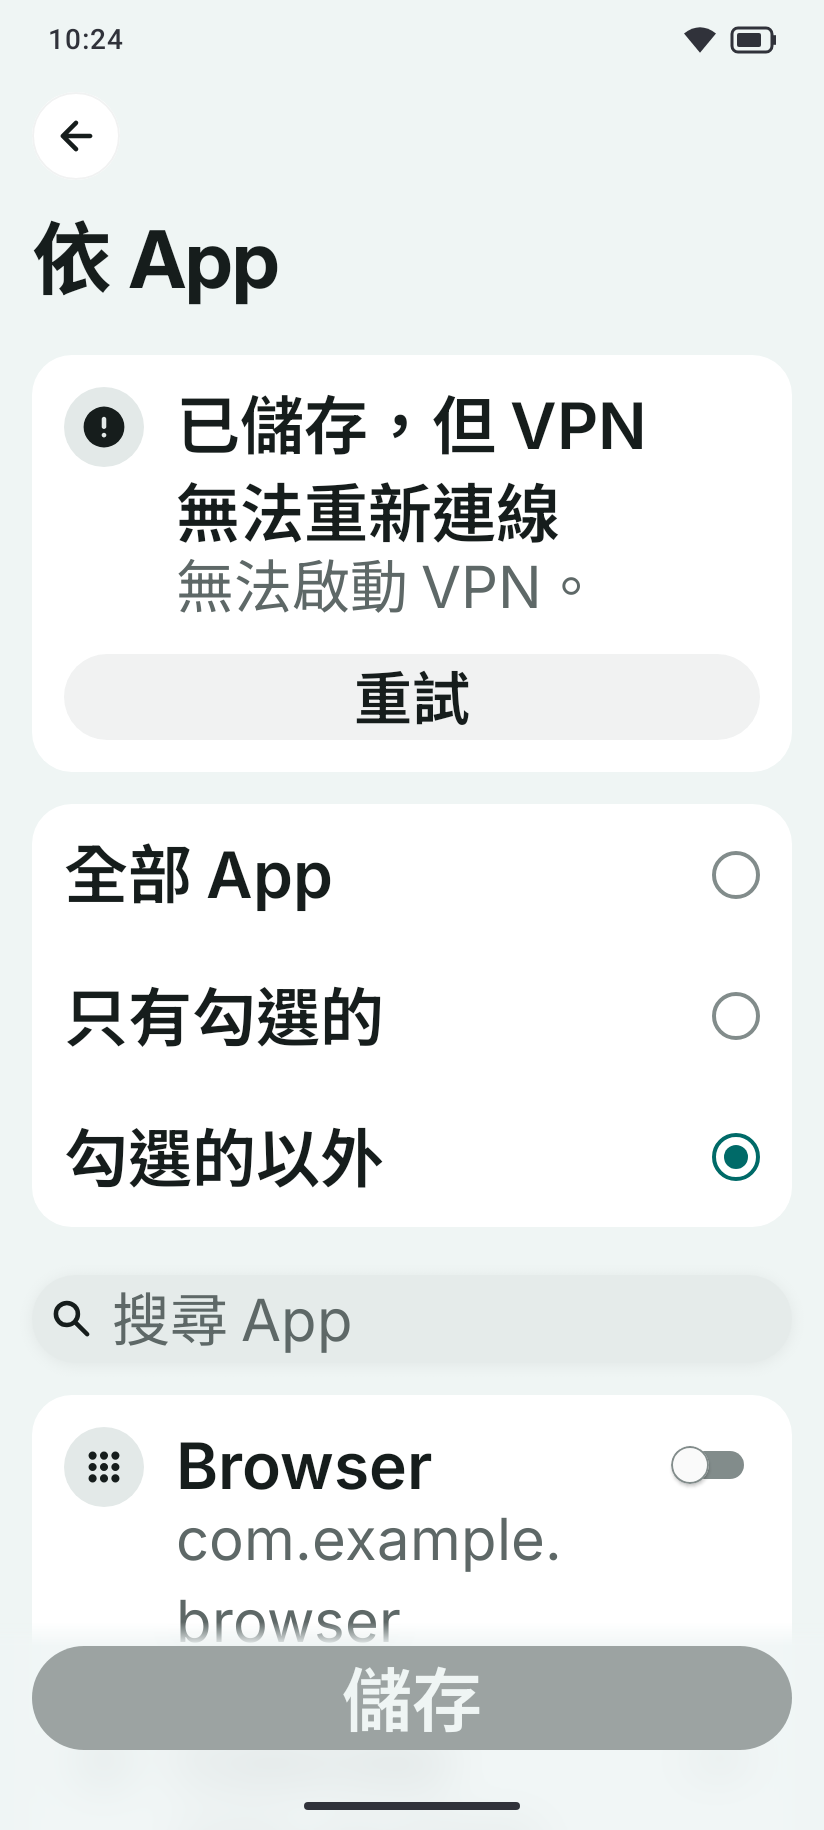 10:24
依 App
已儲存，但 VPN
無法重新連線
無法啟動 VPN。
重試
全部 App
只有勾選的
勾選的以外
搜尋 App
Browser
com.example.
browser
儲存